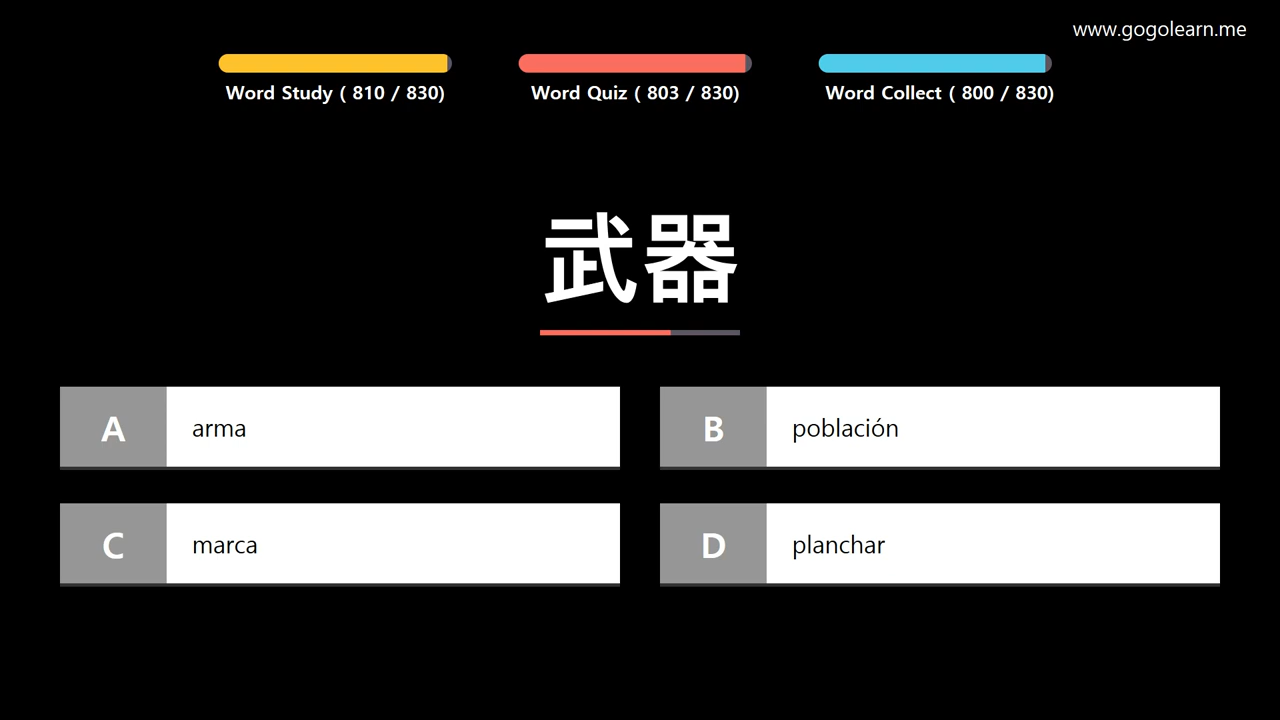 www.gogolearn.me
Word Study ( 810 / 830)
Word Quiz ( 803 / 830)
Word Collect ( 800 / 830)
武器
A arma
B población
C marca
D planchar